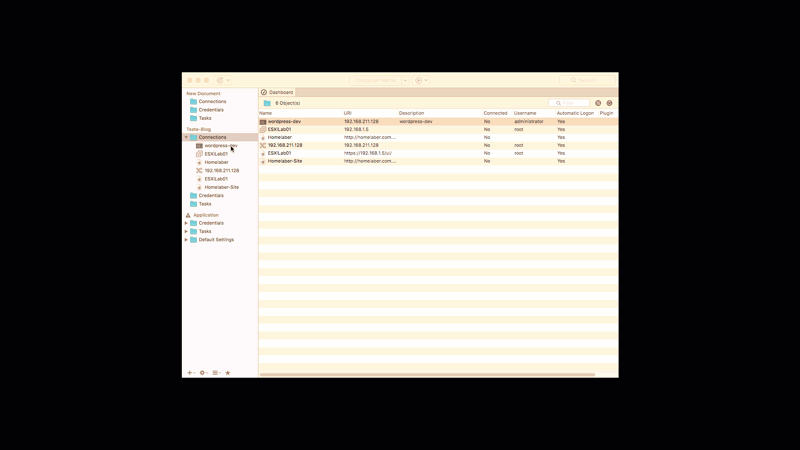 Dashboard
New Document
Connections
Credentials
Tasks
6 Object(s)
Name URI Description Connected Username Automatic Logon Plugin
wordpress-dev 192.168.211.128 wordpress-dev No administrator Yes
ESXiLab01 192.168.1.5 No root Yes
Homelaber http://homelaber.com... No Yes
192.168.211.128 192.168.211.128 No root Yes
ESXiLab01 https://192.168.1.5/ui/ No root Yes
Homelaber-Site http://homelaber.com... No Yes
Teste-Blog
Connections
wordpress-dev
ESXiLab01
Homelaber
192.168.211.128
ESXiLab01
Homelaber-Site
Credentials
Tasks
Application
Credentials
Tasks
Default Settings